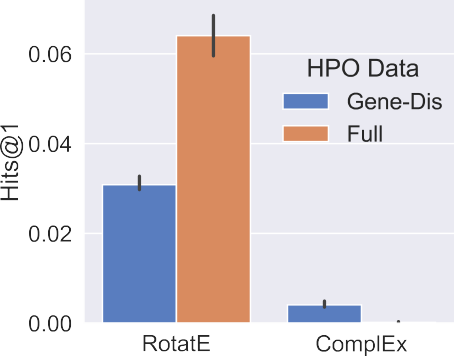 HPO Data
Gene-Dis
Full
Hits@1
0.06
0.04
0.02
0.00
RotatE
ComplEx